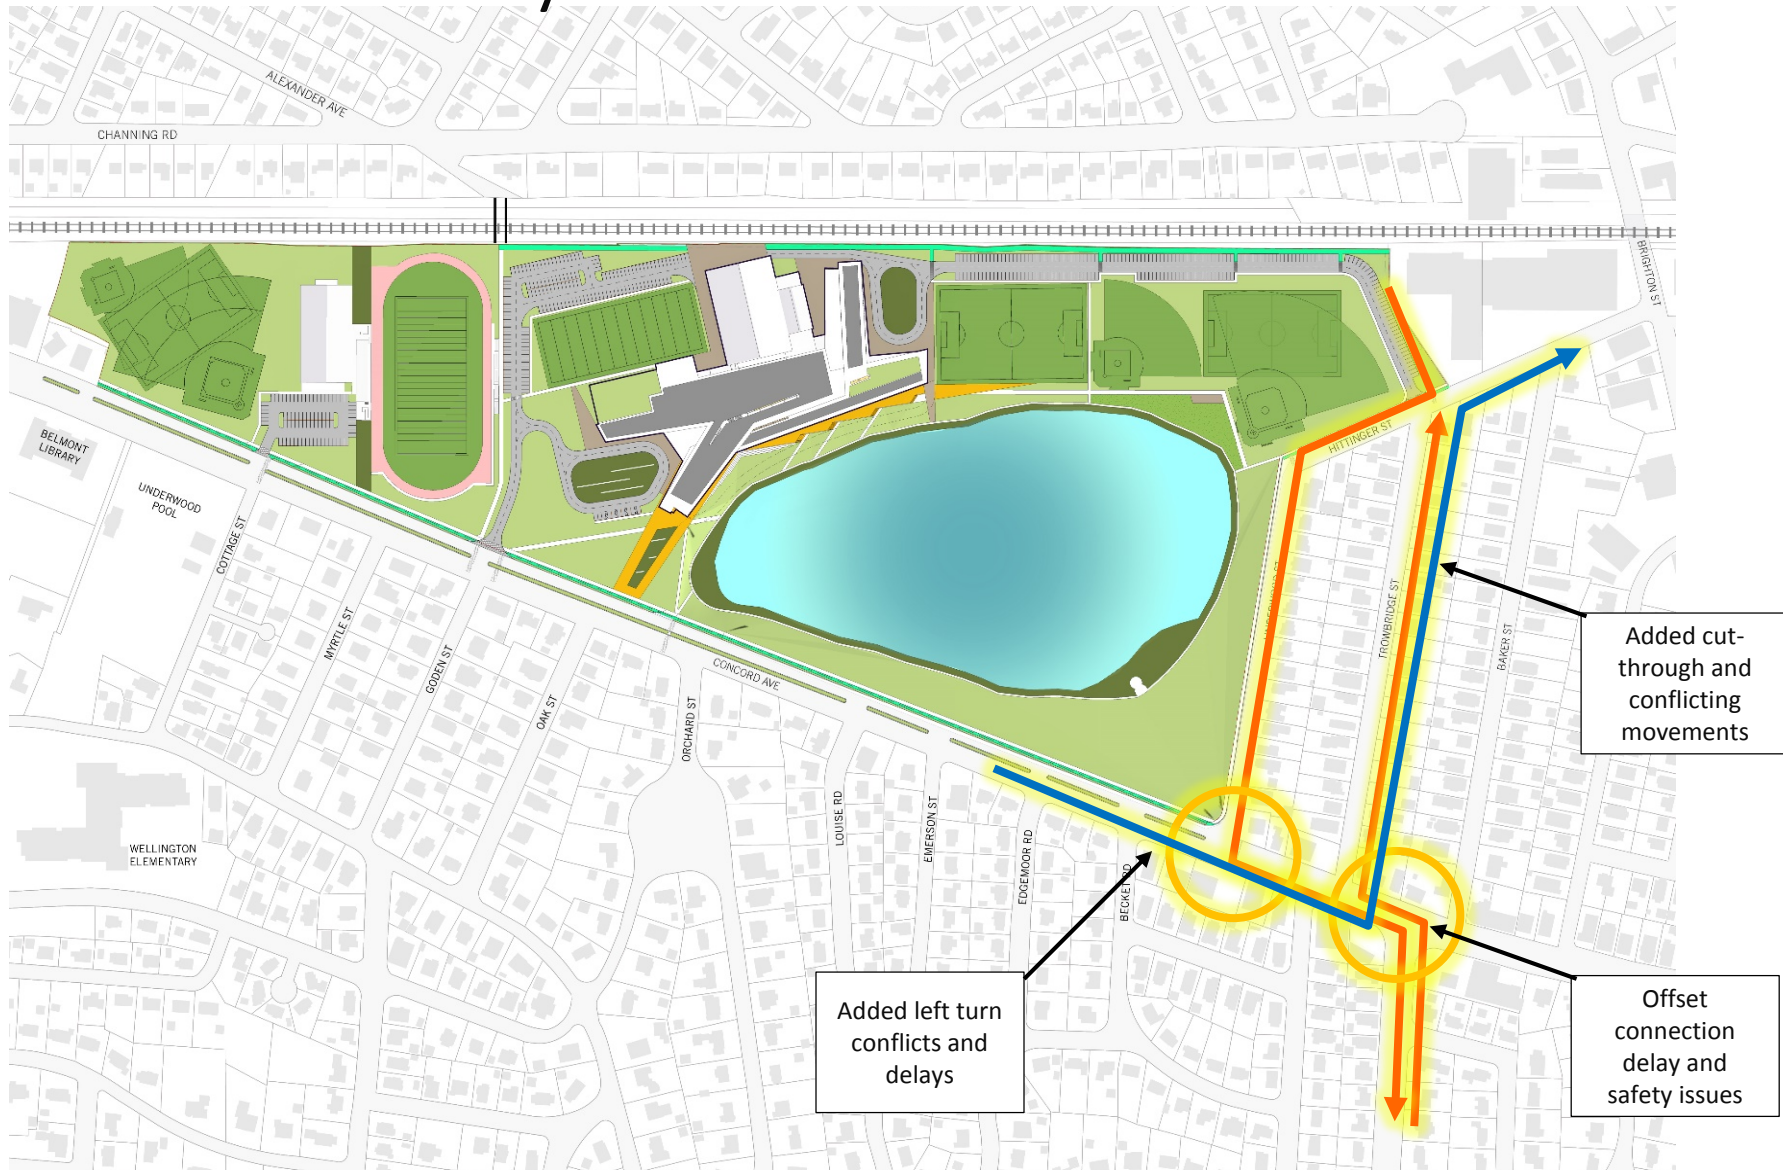 ALEXANDER AVE
CHANNING RD
BRIGHTON ST
BELMONT
LIBRARY
UNDERWOOD
POOL
HITTINGER ST
COTTAGE ST
MYRTLE ST
GODEN ST
OAK ST
ORCHARD ST
CONCORD AVE
TROWBRIDGE ST
BAKER ST
Added cut-
through and
conflicting
movements
WELLINGTON
ELEMENTARY
LOUISE RD
EMERSON ST
EDGEMOOR RD
BECKET RD
Added left turn
conflicts and
delays
Offset
connection
delay and
safety issues